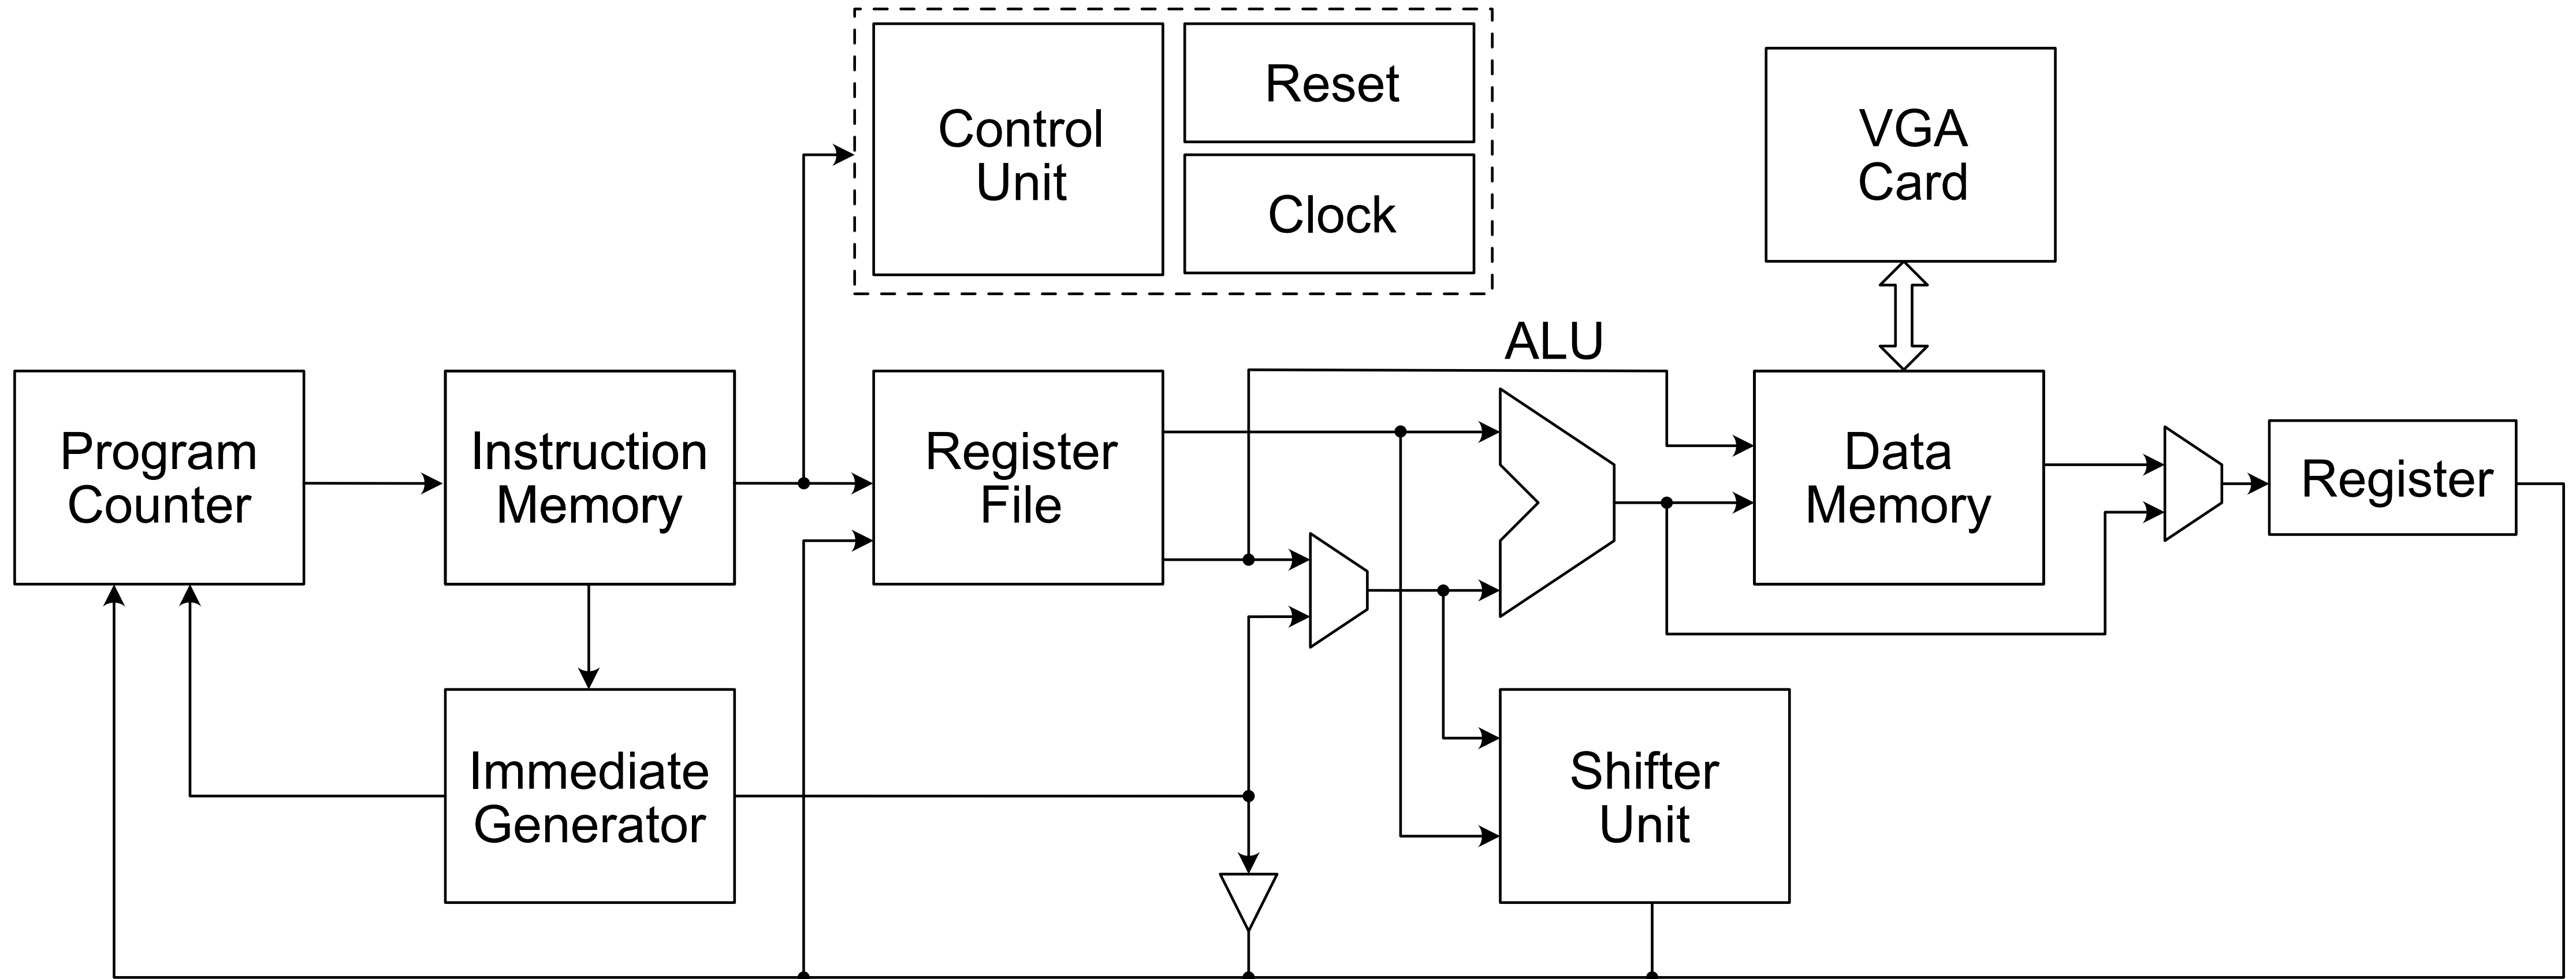 Control
Unit
Reset
Clock
VGA
Card
ALU
Program
Counter
Instruction
Memory
Register
File
Data
Memory
Register
Immediate
Generator
Shifter
Unit